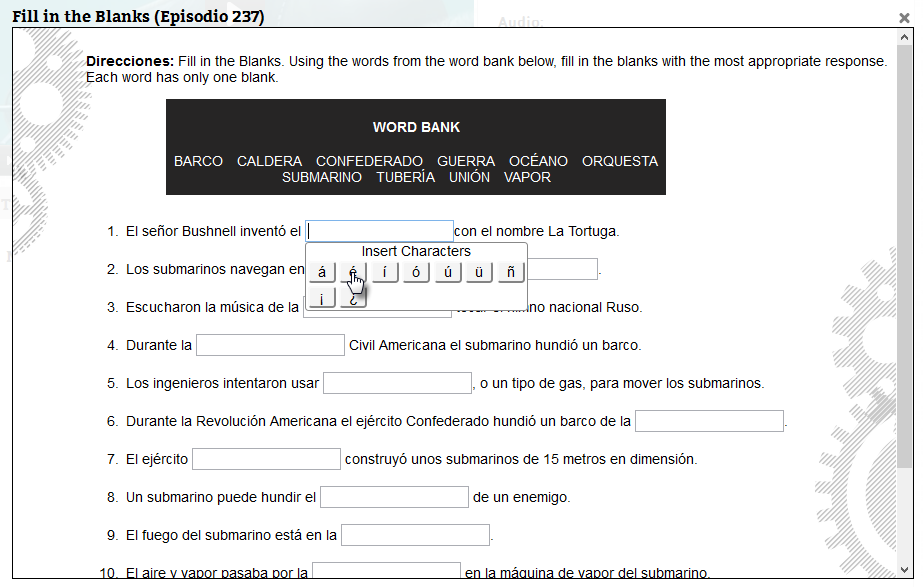 Fill in the Blanks (Episodio 237)
Audio:
Direcciones: Fill in the Blanks. Using the words from the word bank below, fill in the blanks with the most appropriate response.
Each word has only one blank.
WORD BANK
BARCO CALDERA CONFEDERADO GUERRA OCÉANO ORQUESTA
SUBMARINO TUBERÍA UNIÓN VAPOR
1. El señor Bushnell inventó el con el nombre La Tortuga.
Insert Characters
á é í ó ú ü ñ
¡ ¿
2. Los submarinos navegan en .
3. Escucharon la música de la himno nacional Ruso.
4. Durante la Civil Americana el submarino hundió un barco.
5. Los ingenieros intentaron usar , o un tipo de gas, para mover los submarinos.
6. Durante la Revolución Americana el ejército Confederado hundió un barco de la .
7. El ejército construyó unos submarinos de 15 metros en dimensión.
8. Un submarino puede hundir el de un enemigo.
9. El fuego del submarino está en la .
10. El aire y vapor pasaba por la en la máquina de vapor del submarino.